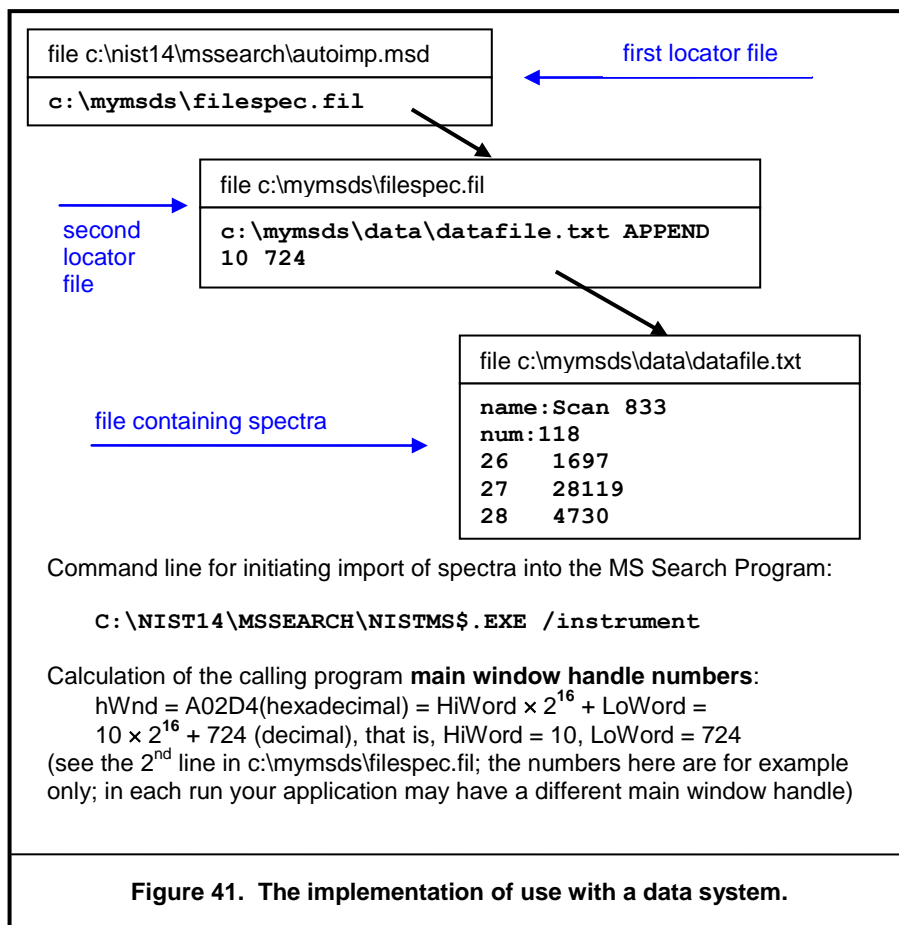 file c:\nist14\mssearch\autoimp.msd
first locator file
c:\mymsds\filespec.fil
file c:\mymsds\filespec.fil
second
locator
file
c:\mymsds\data\datafile.txt APPEND
10 724
file c:\mymsds\data\datafile.txt
file containing spectra
name:Scan 833
num:118
26 1697
27 28119
28 4730
Command line for initiating import of spectra into the MS Search Program:
C:\NIST14\MSSEARCH\NISTMS$.EXE /instrument
Calculation of the calling program main window handle numbers:
hWnd = A02D4(hexadecimal) = HiWord × 2^16 + LoWord =
10 × 2^16 + 724 (decimal), that is, HiWord = 10, LoWord = 724
(see the 2nd line in c:\mymsds\filespec.fil; the numbers here are for example
only; in each run your application may have a different main window handle)
Figure 41. The implementation of use with a data system.